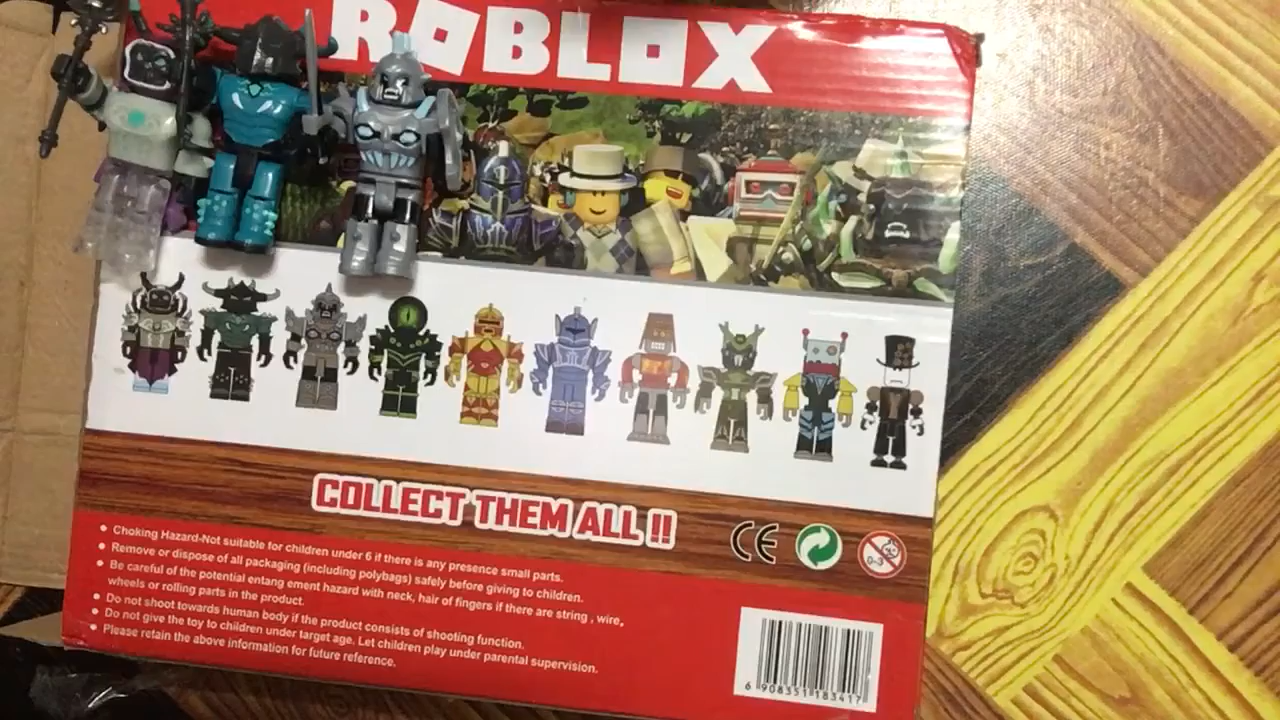 ROBLOX
COLLECT THEM ALL !!
CE
0-3
Choking Hazard-Not suitable for children under 6 if there is any presence small parts.
Remove or dispose of all packaging (including polybags) safely before giving to children.
Be careful of the potential entang ement hazard with neck, hair of fingers if there are string , wire,
wheels or rolling parts in the product.
Do not shoot towards human body if the product consists of shooting function.
Do not give the toy to children under target age. Let children play under parental supervision.
Please retain the above information for future reference.
6 908351 183417